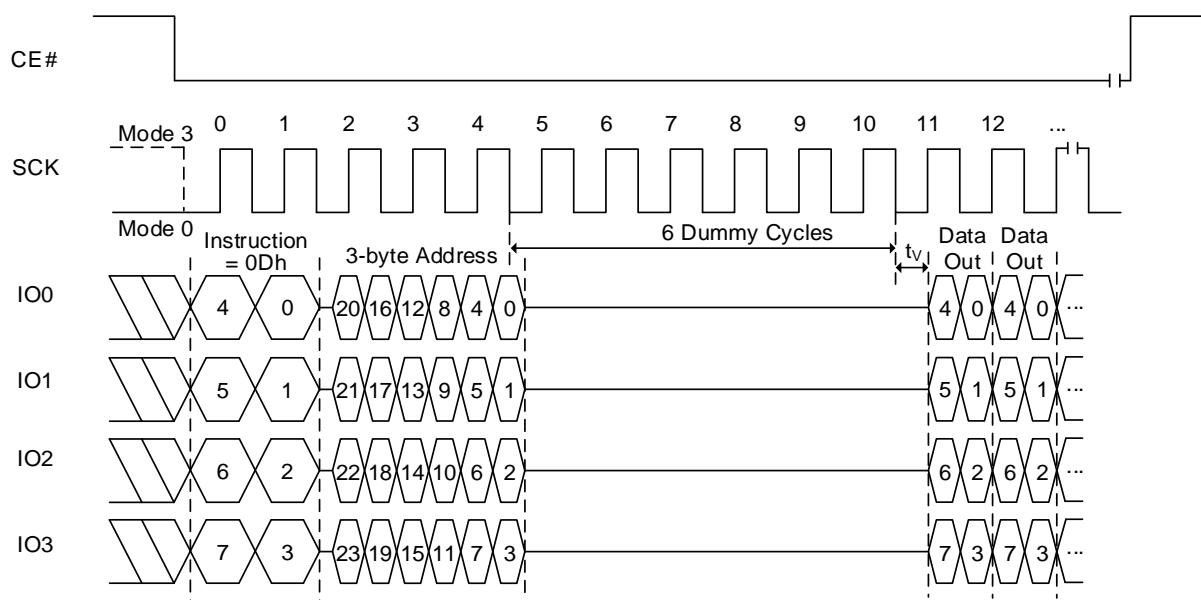 CE#
0 1 2 3 4 5 6 7 8 9 10 11 12 ...
Mode 3
SCK
Mode 0
6 Dummy Cycles
Instruction
= 0Dh
3-byte Address
tV
Data
Out
Data
Out
IO0
4 0 20 16 12 8 4 0 4 0 4 0 ...
IO1
5 1 21 17 13 9 5 1 5 1 5 1 ...
IO2
6 2 22 18 14 10 6 2 6 2 6 2 ...
IO3
7 3 23 19 15 11 7 3 7 3 7 3 ...